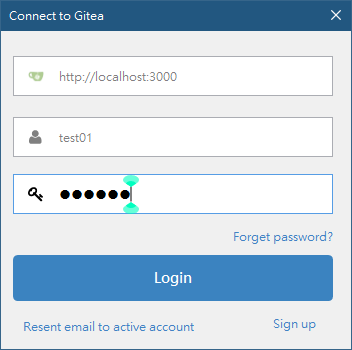 Connect to Gitea
http://localhost:3000
test01
●●●●●●
Forget password?
Login
Resent email to active account
Sign up